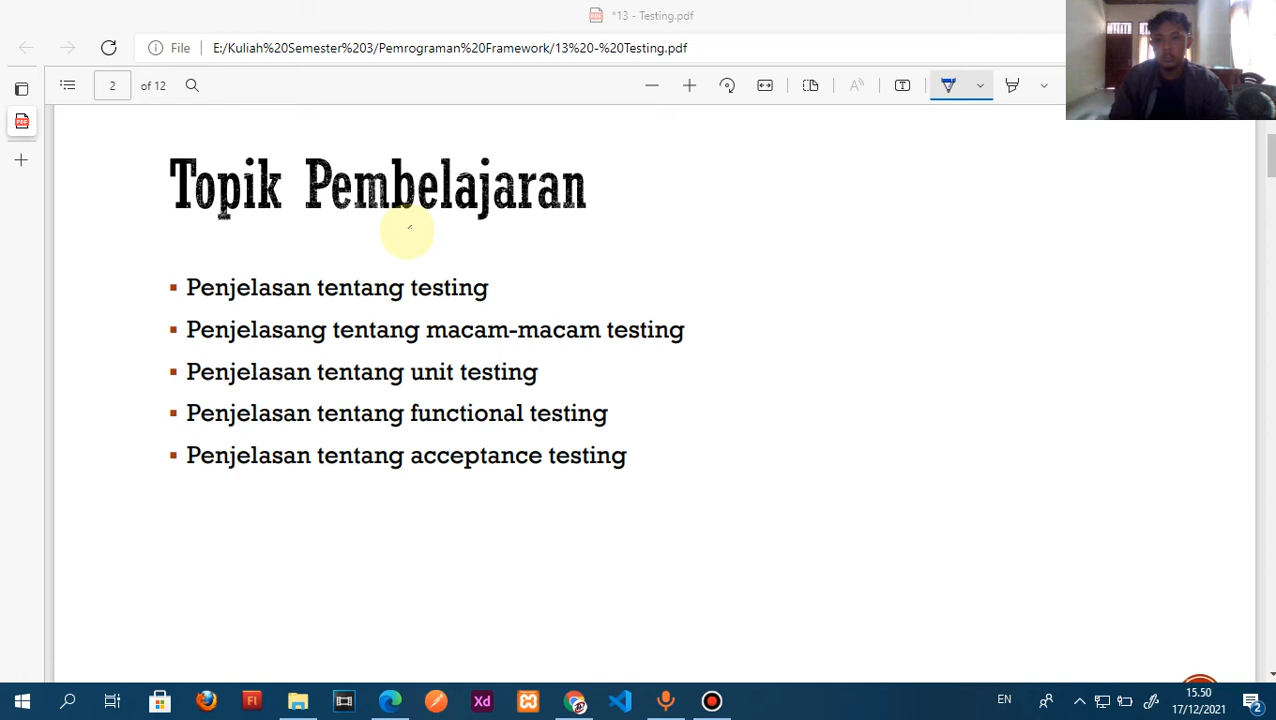 *13 - Testing.pdf
File E:/Kuliah%20Semester%203/Pemrograman%20Framework/13%20-%20Testing.pdf
2 of 12
Topik Pembelajaran
▪ Penjelasan tentang testing
▪ Penjelasang tentang macam-macam testing
▪ Penjelasan tentang unit testing
▪ Penjelasan tentang functional testing
▪ Penjelasan tentang acceptance testing
EN
15.50
17/12/2021
2